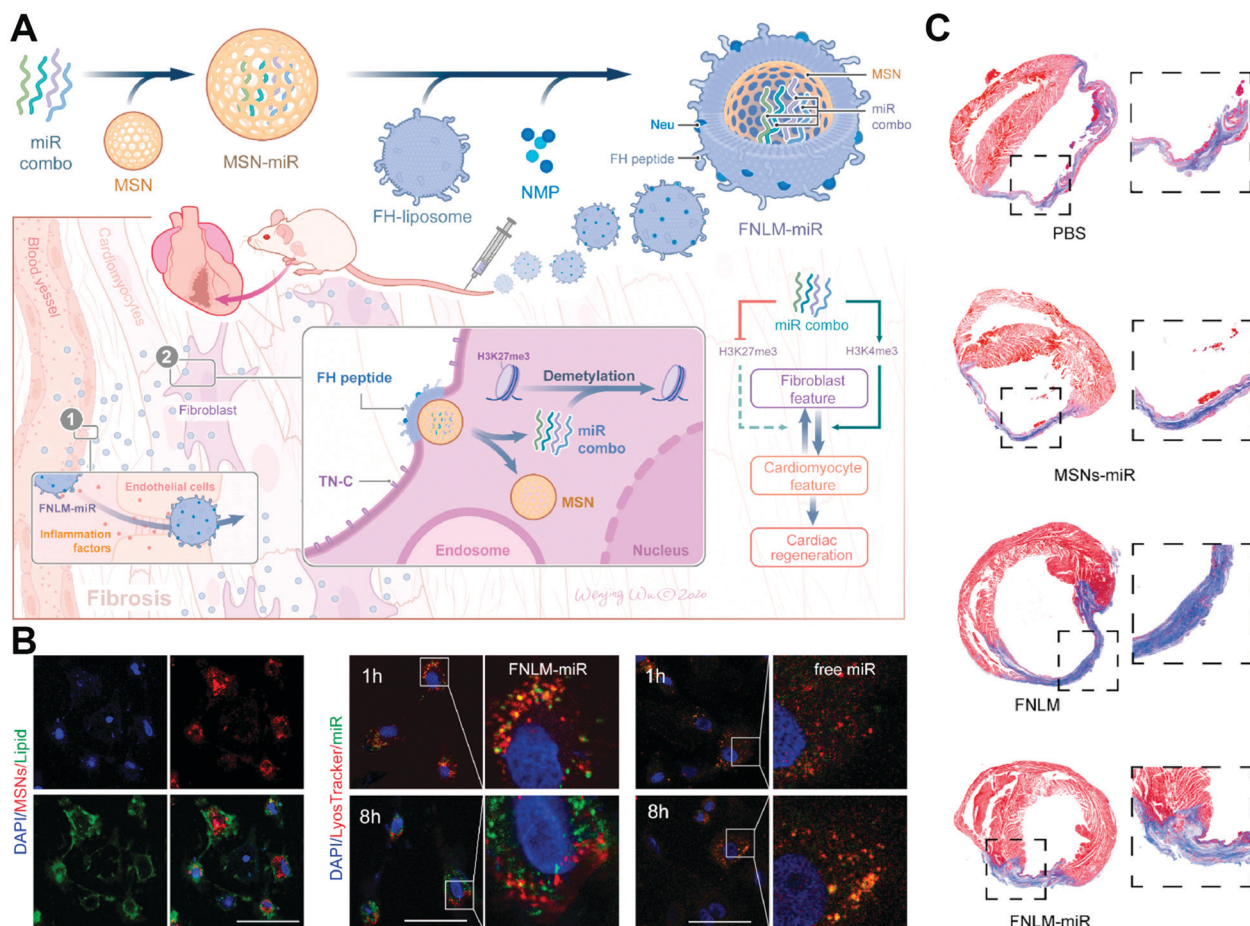 A
miR
combo
MSN
MSN-miR
FH-liposome
NMP
MSN
miR
combo
Neu
FH peptide
FNLM-miR
Blood vessel
Cardiomyocytes
2
Fibroblast
1
FNLM-miR
Endothelial cells
Inflammation
factors
Fibrosis
FH peptide
TN-C
H3K27me3
Demetylation
miR
combo
MSN
Endosome
Nucleus
miR combo
H3K27me3
H3K4me3
Fibroblast
feature
Cardiomyocyte
feature
Cardiac
regeneration
Wenjing Wu © 2020
B
DAPI/MSNs/Lipid
DAPI/LyosTracker/miR
1h
FNLM-miR
8h
1h
free miR
8h
C
PBS
MSNs-miR
FNLM
FNLM-miR